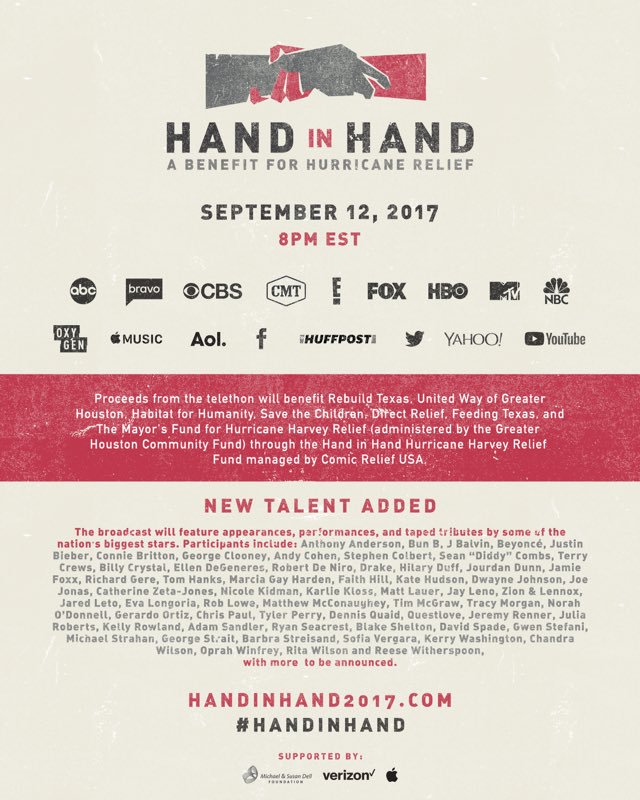 HAND IN HAND
A BENEFIT FOR HURRICANE RELIEF
SEPTEMBER 12, 2017
8PM EST
abc bravo CBS CMT E! FOX HBO MTV NBC
OXYGEN MUSIC Aol. f HUFFPOST YAHOO! YouTube
Proceeds from the telethon will benefit Rebuild Texas, United Way of Greater
Houston, Habitat for Humanity, Save the Children, Direct Relief, Feeding Texas, and
The Mayor's Fund for Hurricane Harvey Relief (administered by the Greater
Houston Community Fund) through the Hand in Hand Hurricane Harvey Relief
Fund managed by Comic Relief USA.
NEW TALENT ADDED
The broadcast will feature appearances, performances, and taped tributes by some of the
nation's biggest stars. Participants include: Anthony Anderson, Bun B, J Balvin, Beyoncé, Justin
Bieber, Connie Britton, George Clooney, Andy Cohen, Stephen Colbert, Sean "Diddy" Combs, Terry
Crews, Billy Crystal, Ellen DeGeneres, Robert De Niro, Drake, Hilary Duff, Jourdan Dunn, Jamie
Foxx, Richard Gere, Tom Hanks, Marcia Gay Harden, Faith Hill, Kate Hudson, Dwayne Johnson, Joe
Jonas, Catherine Zeta-Jones, Nicole Kidman, Karlie Kloss, Matt Lauer, Jay Leno, Zion & Lennox,
Jared Leto, Eva Longoria, Rob Lowe, Matthew McConaughey, Tim McGraw, Tracy Morgan, Norah
O'Donnell, Gerardo Ortiz, Chris Paul, Tyler Perry, Dennis Quaid, Questlove, Jeremy Renner, Julia
Roberts, Kelly Rowland, Adam Sandler, Ryan Seacrest, Blake Shelton, David Spade, Gwen Stefani,
Michael Strahan, George Strait, Barbra Streisand, Sofia Vergara, Kerry Washington, Chandra
Wilson, Oprah Winfrey, Rita Wilson and Reese Witherspoon,
with more to be announced.
HANDINHAND2017.COM
#HANDINHAND
SUPPORTED BY:
Michael & Susan Dell
FOUNDATION
verizon